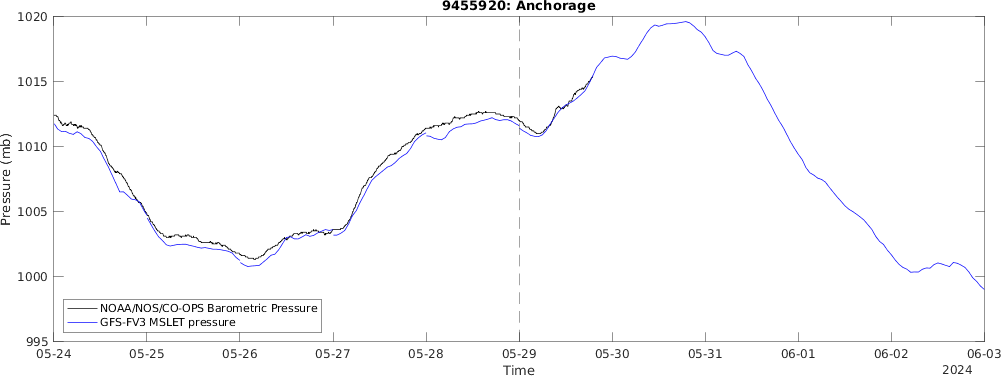 9455920: Anchorage
1020
1015
1010
1005
1000
995
Pressure (mb)
NOAA/NOS/CO-OPS Barometric Pressure
GFS-FV3 MSLET pressure
05-24 05-25 05-26 05-27 05-28 05-29 05-30 05-31 06-01 06-02 06-03
Time
2024